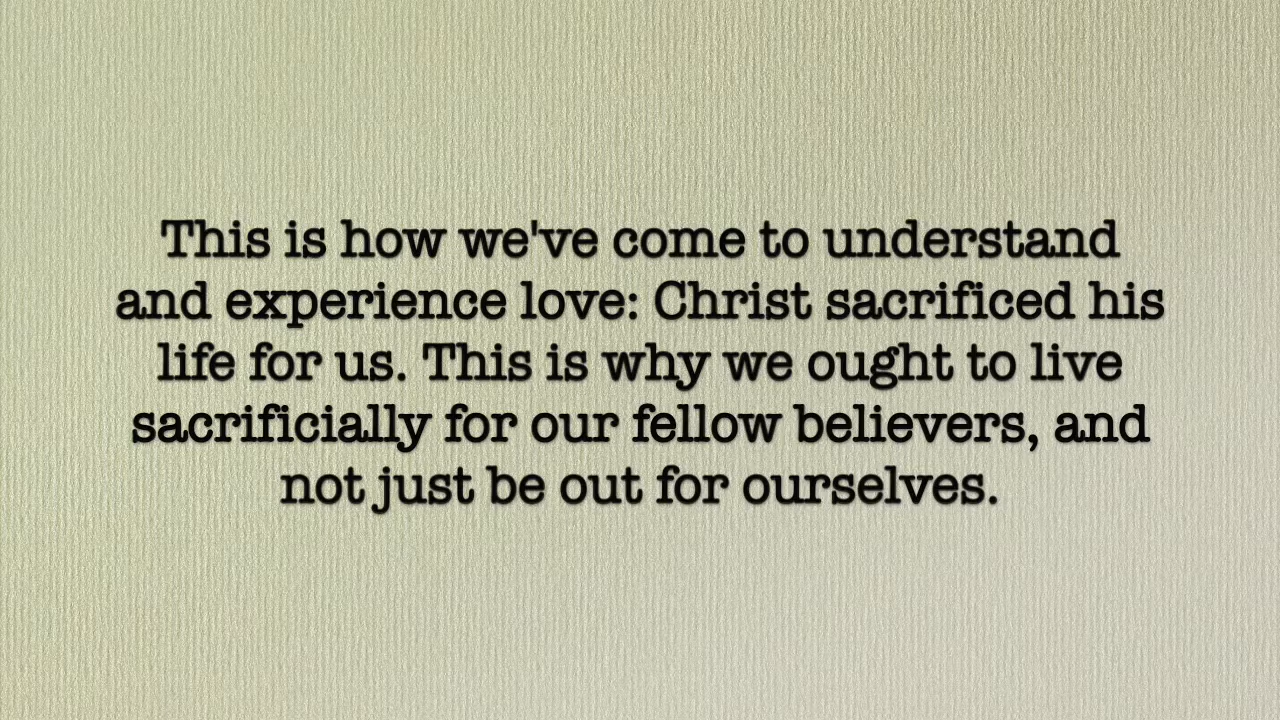 This is how we've come to understand
and experience love: Christ sacrificed his
life for us. This is why we ought to live
sacrificially for our fellow believers, and
not just be out for ourselves.